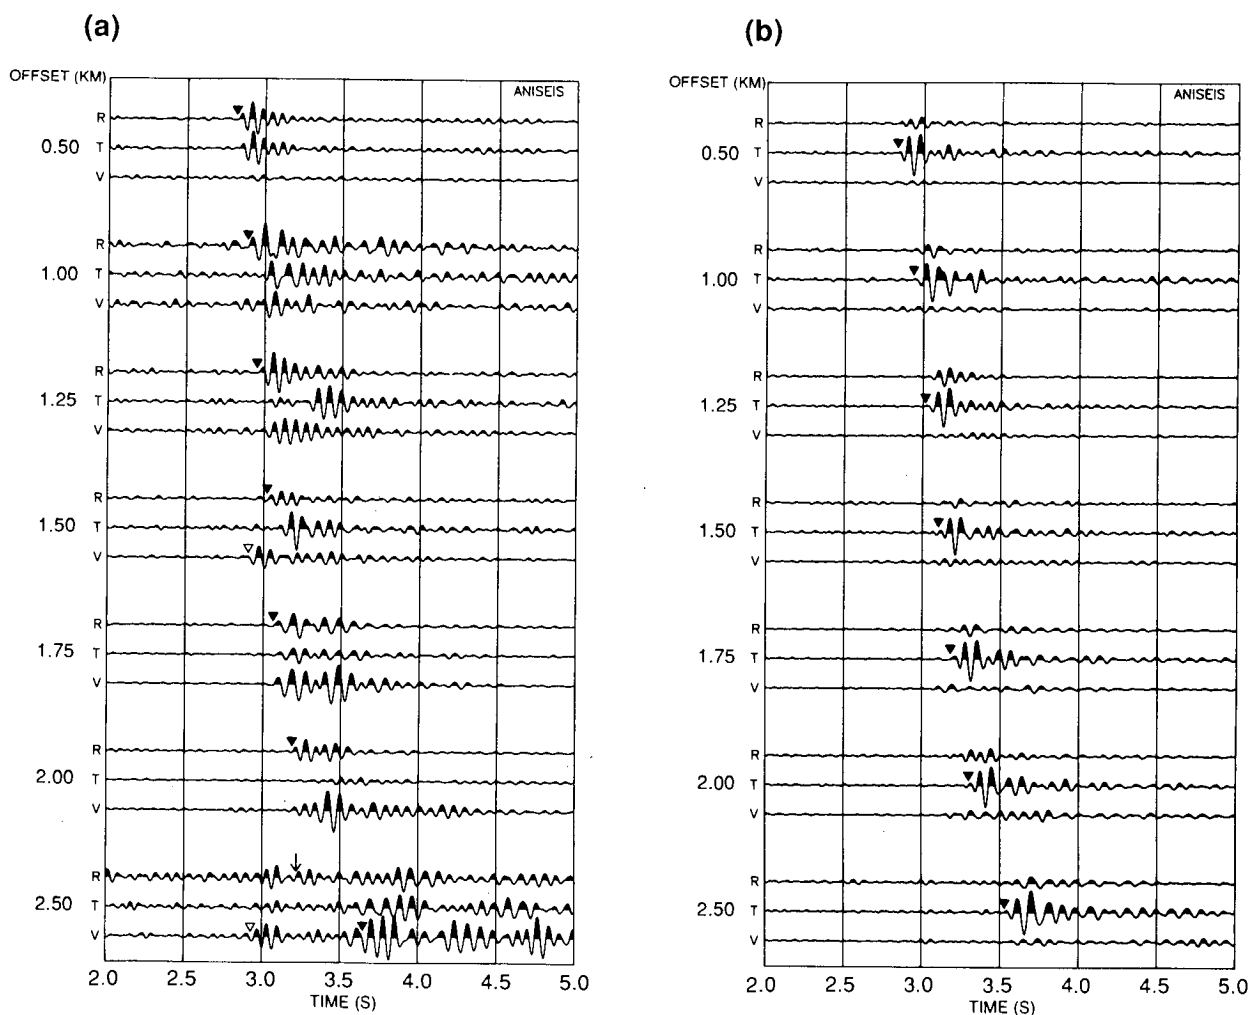 (a)
OFFSET (KM)
ANISEIS
R
0.50 T
V
R
1.00 T
V
R
1.25 T
V
R
1.50 T
V
R
1.75 T
V
R
2.00 T
V
R
2.50 T
V
2.0 2.5 3.0 3.5 4.0 4.5 5.0
TIME (S)
(b)
OFFSET (KM)
ANISEIS
R
0.50 T
V
R
1.00 T
V
R
1.25 T
V
R
1.50 T
V
R
1.75 T
V
R
2.00 T
V
R
2.50 T
V
2.0 2.5 3.0 3.5 4.0 4.5 5.0
TIME (S)